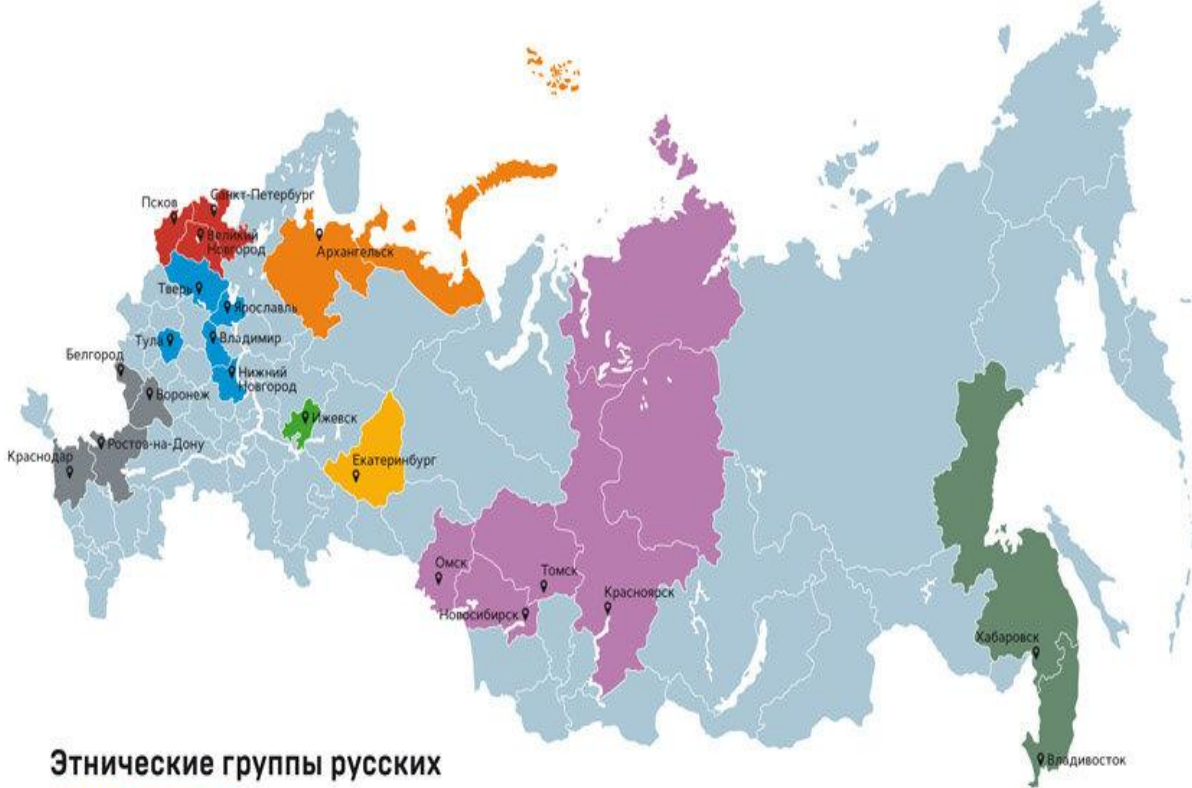 Санкт-Петербург
Псков
Великий
Новгород
Архангельск
Тверь
Ярославль
Тула
Владимир
Белгород
Нижний
Новгород
Воронеж
Ижевск
Ростов-на-Дону
Краснодар
Екатеринбург
Омск
Томск
Красноярск
Новосибирск
Хабаровск
Владивосток
Этнические группы русских